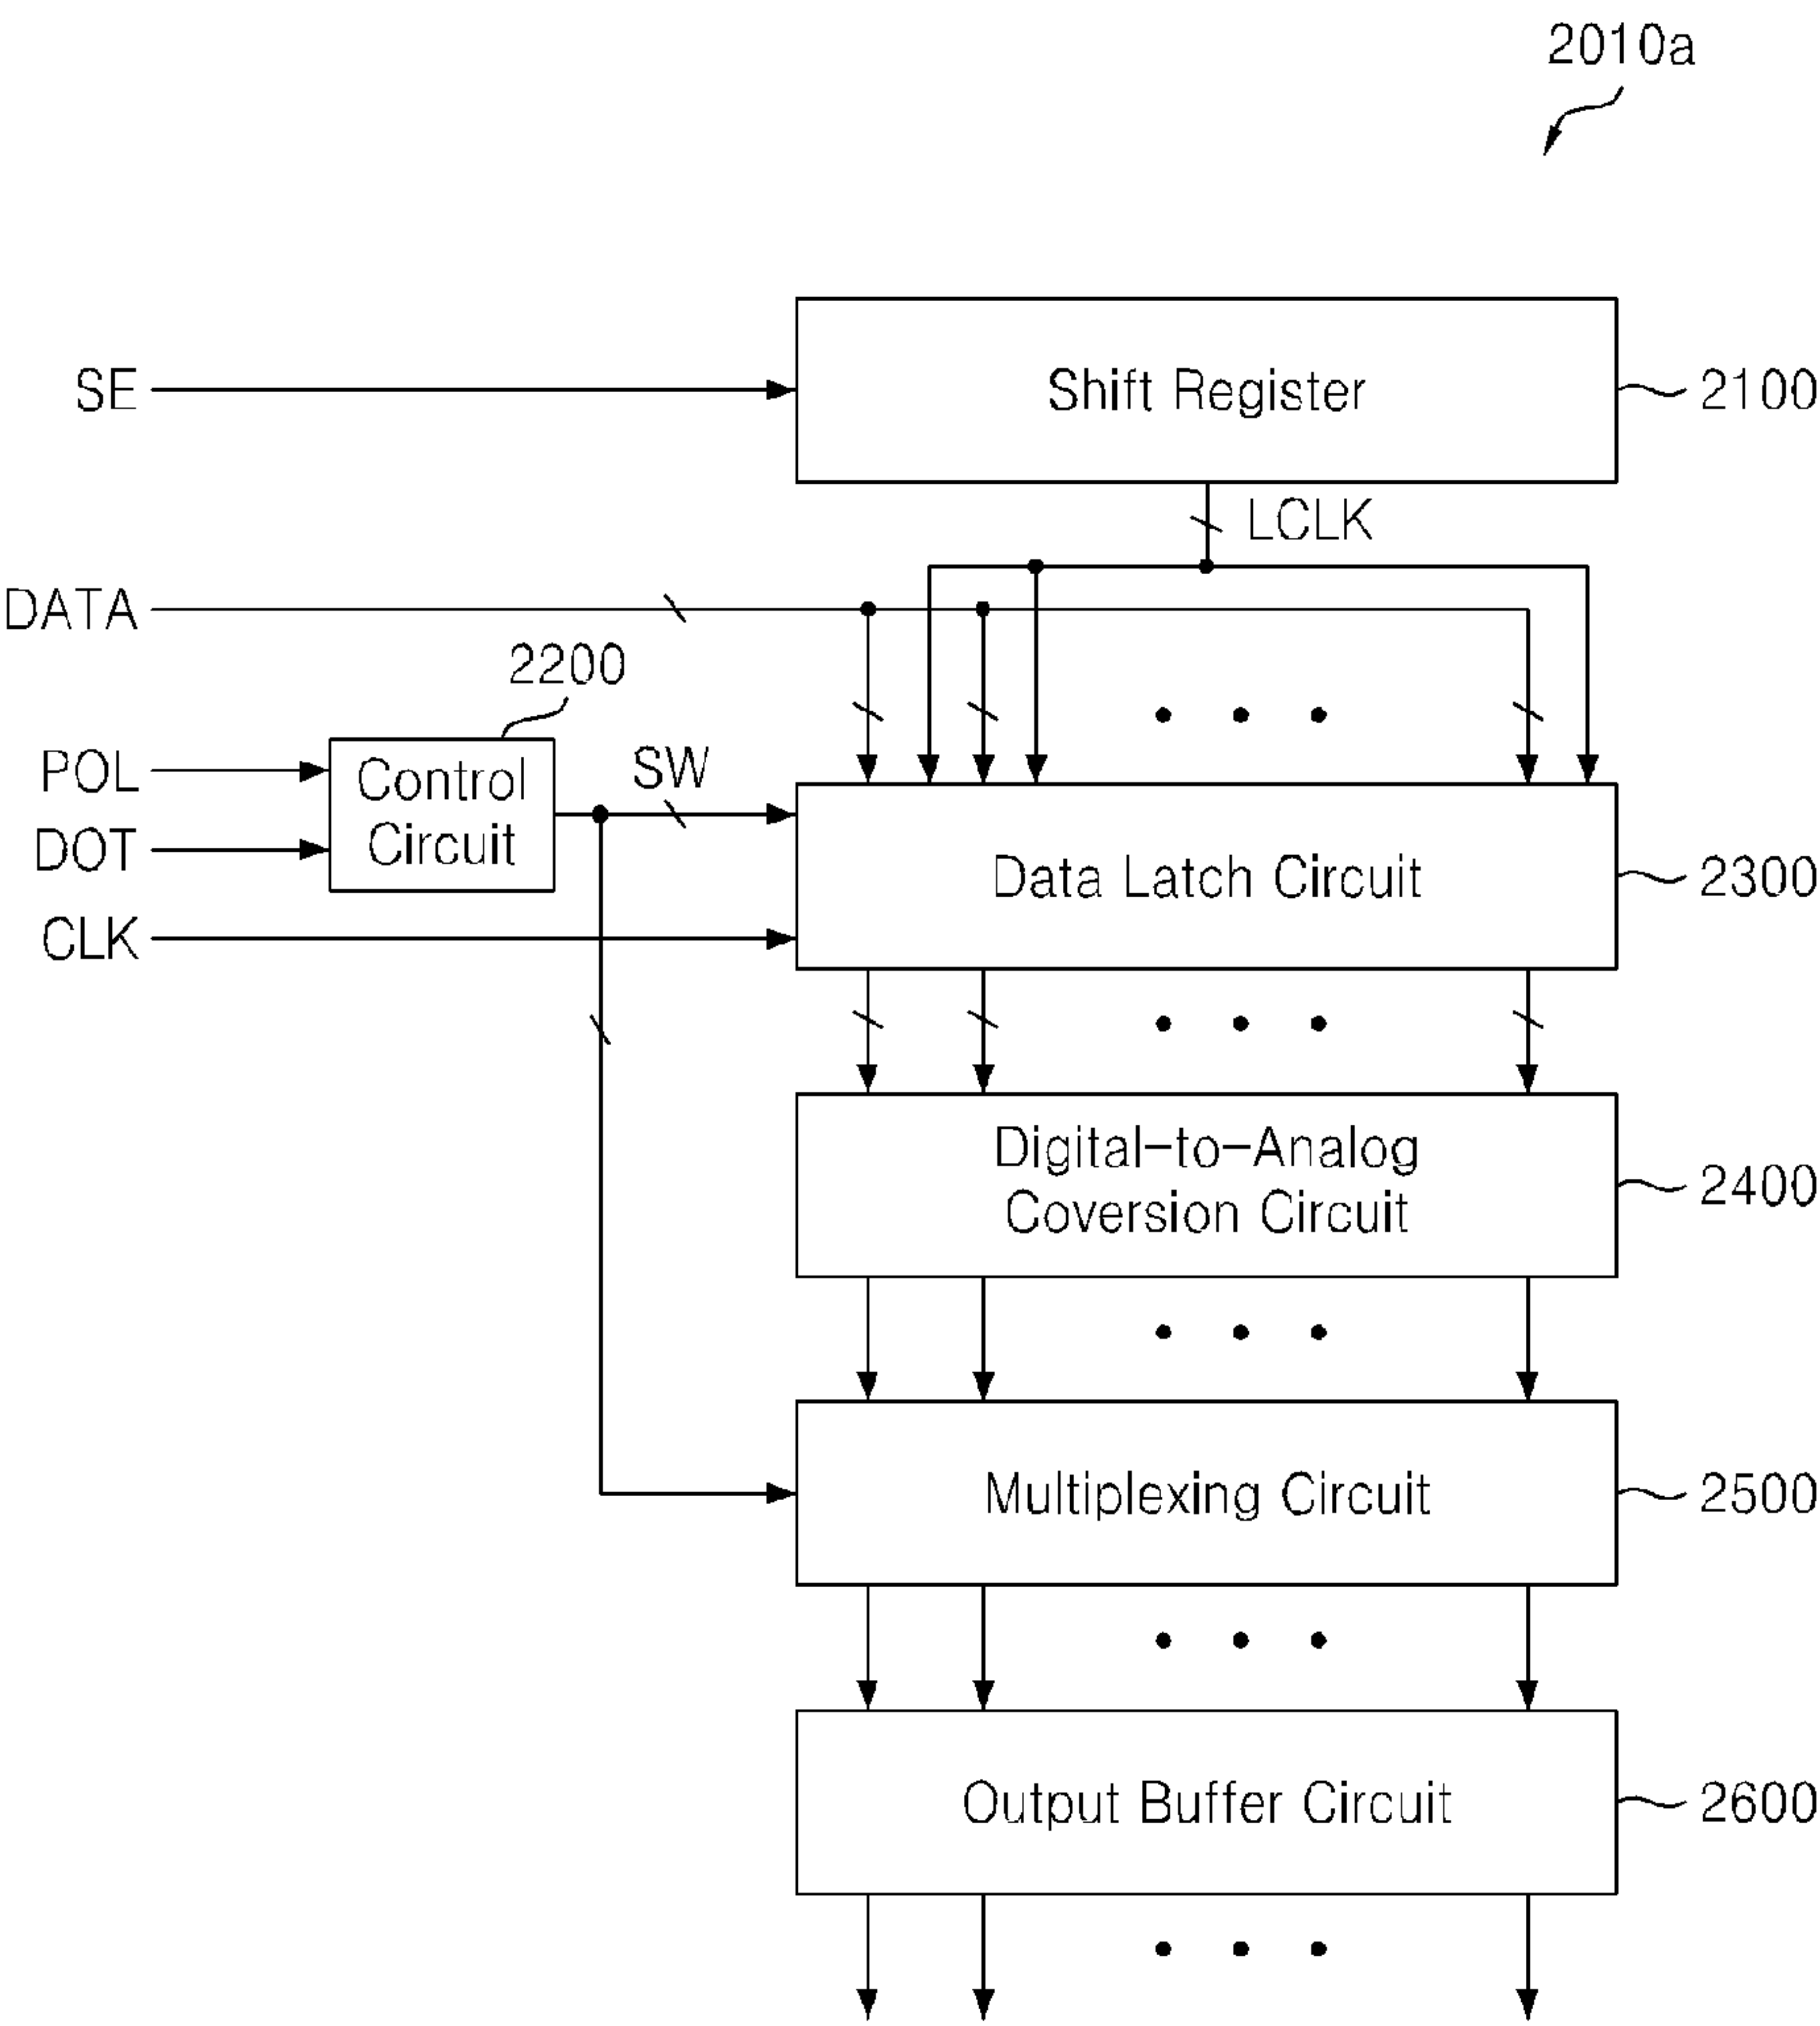 2010a
SE
Shift Register
2100
LCLK
DATA
2200
POL
Control
Circuit
SW
DOT
Data Latch Circuit
2300
CLK
Digital-to-Analog
Coversion Circuit
2400
Multiplexing Circuit
2500
Output Buffer Circuit
2600